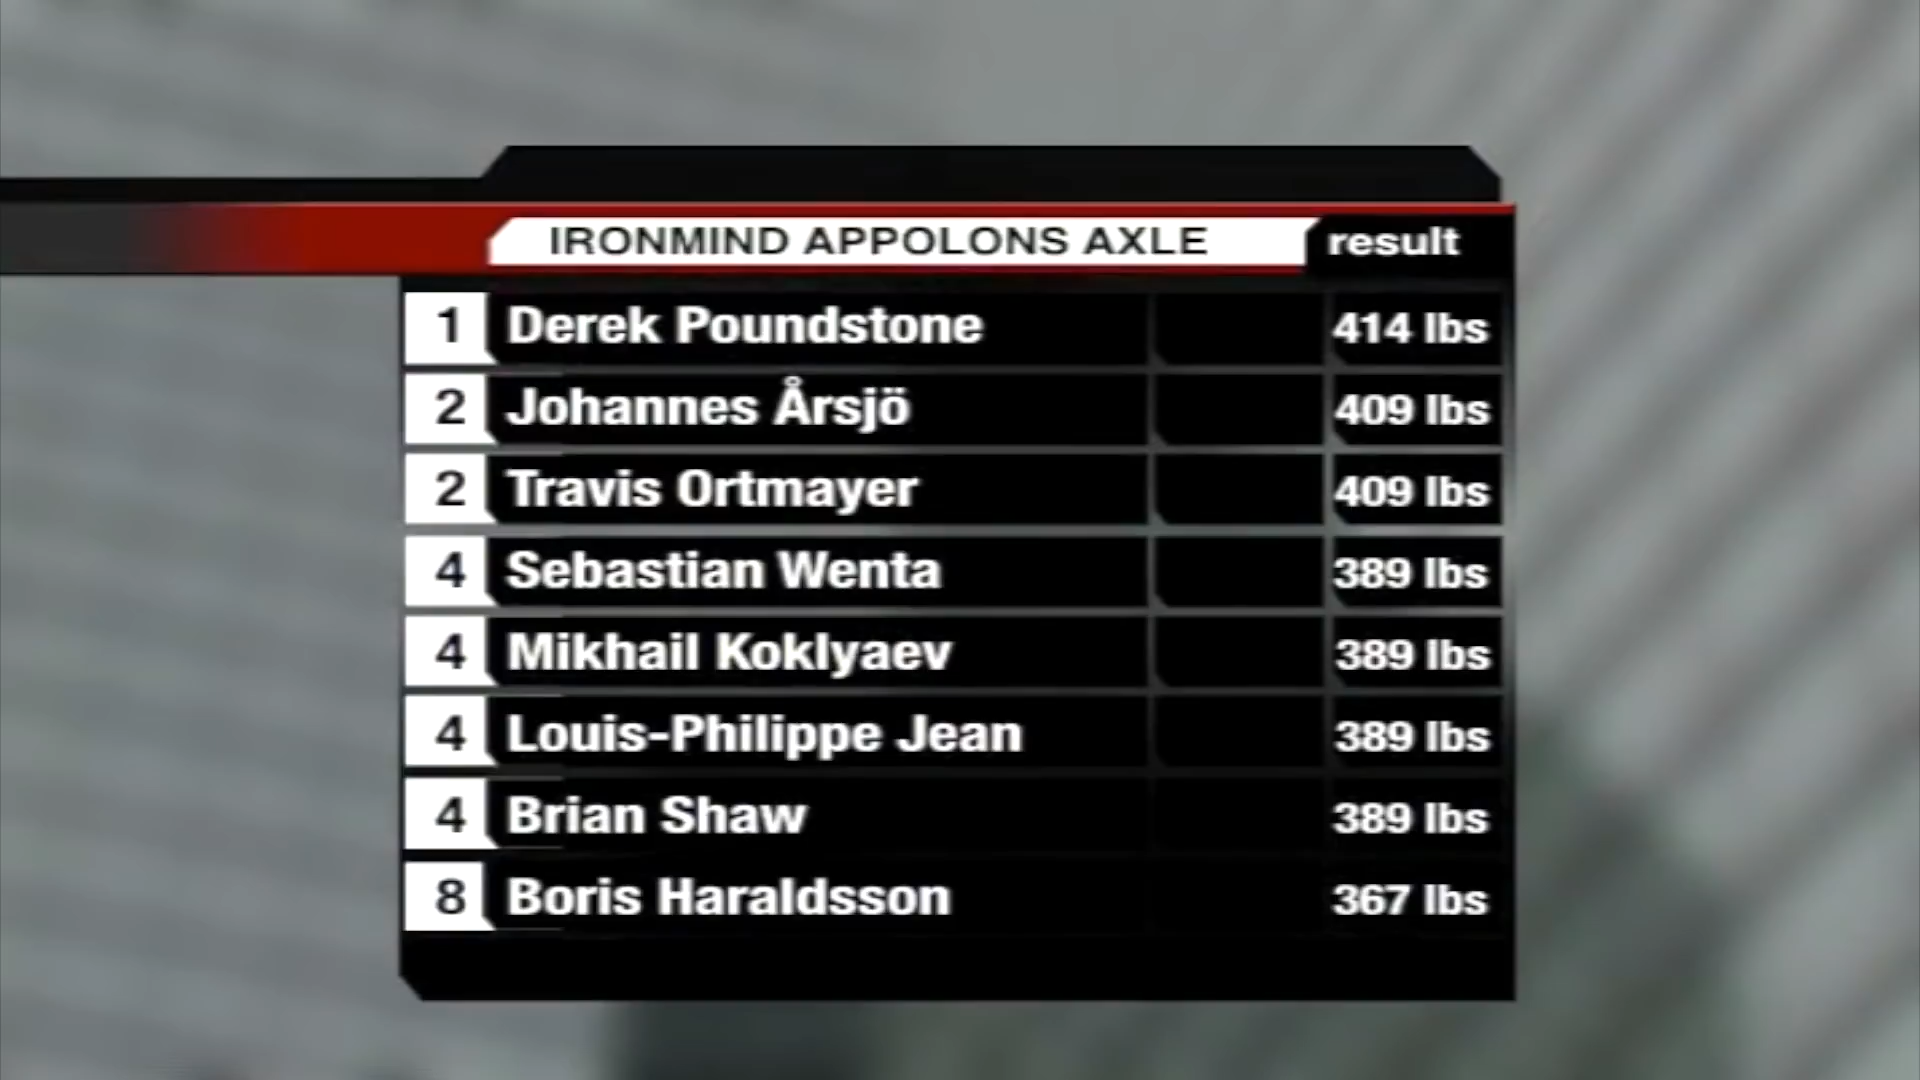 IRONMIND APPOLONS AXLE result
1 Derek Poundstone 414 lbs
2 Johannes Årsjö 409 lbs
2 Travis Ortmayer 409 lbs
4 Sebastian Wenta 389 lbs
4 Mikhail Koklyaev 389 lbs
4 Louis-Philippe Jean 389 lbs
4 Brian Shaw 389 lbs
8 Boris Haraldsson 367 lbs